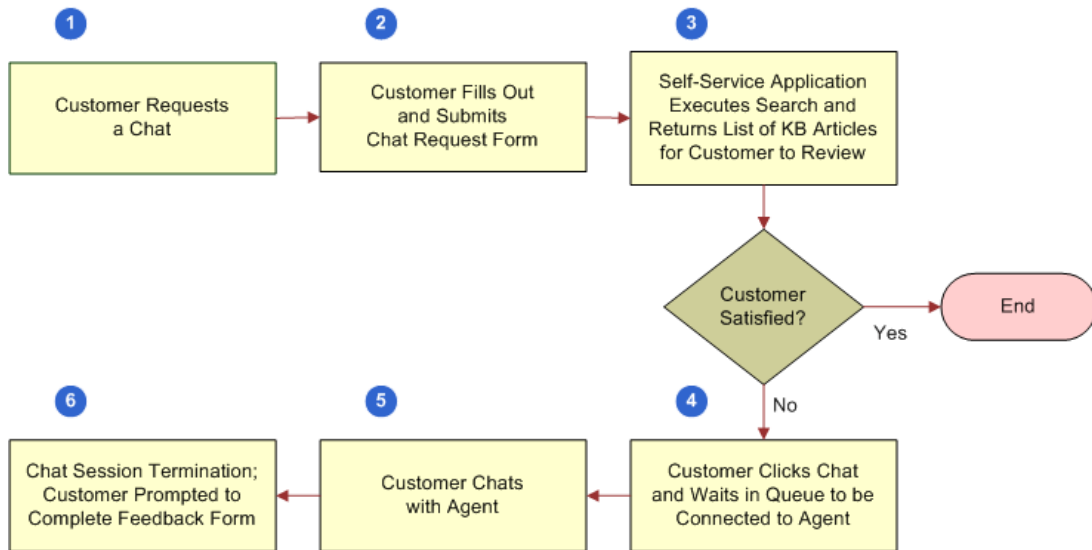 1
2
3
Customer Requests
a Chat
Customer Fills Out
and Submits
Chat Request Form
Self-Service Application
Executes Search and
Returns List of KB Articles
for Customer to Review
Customer
Satisfied?
Yes
End
No
6
5
4
Chat Session Termination;
Customer Prompted to
Complete Feedback Form
Customer Chats
with Agent
Customer Clicks Chat
and Waits in Queue to be
Connected to Agent